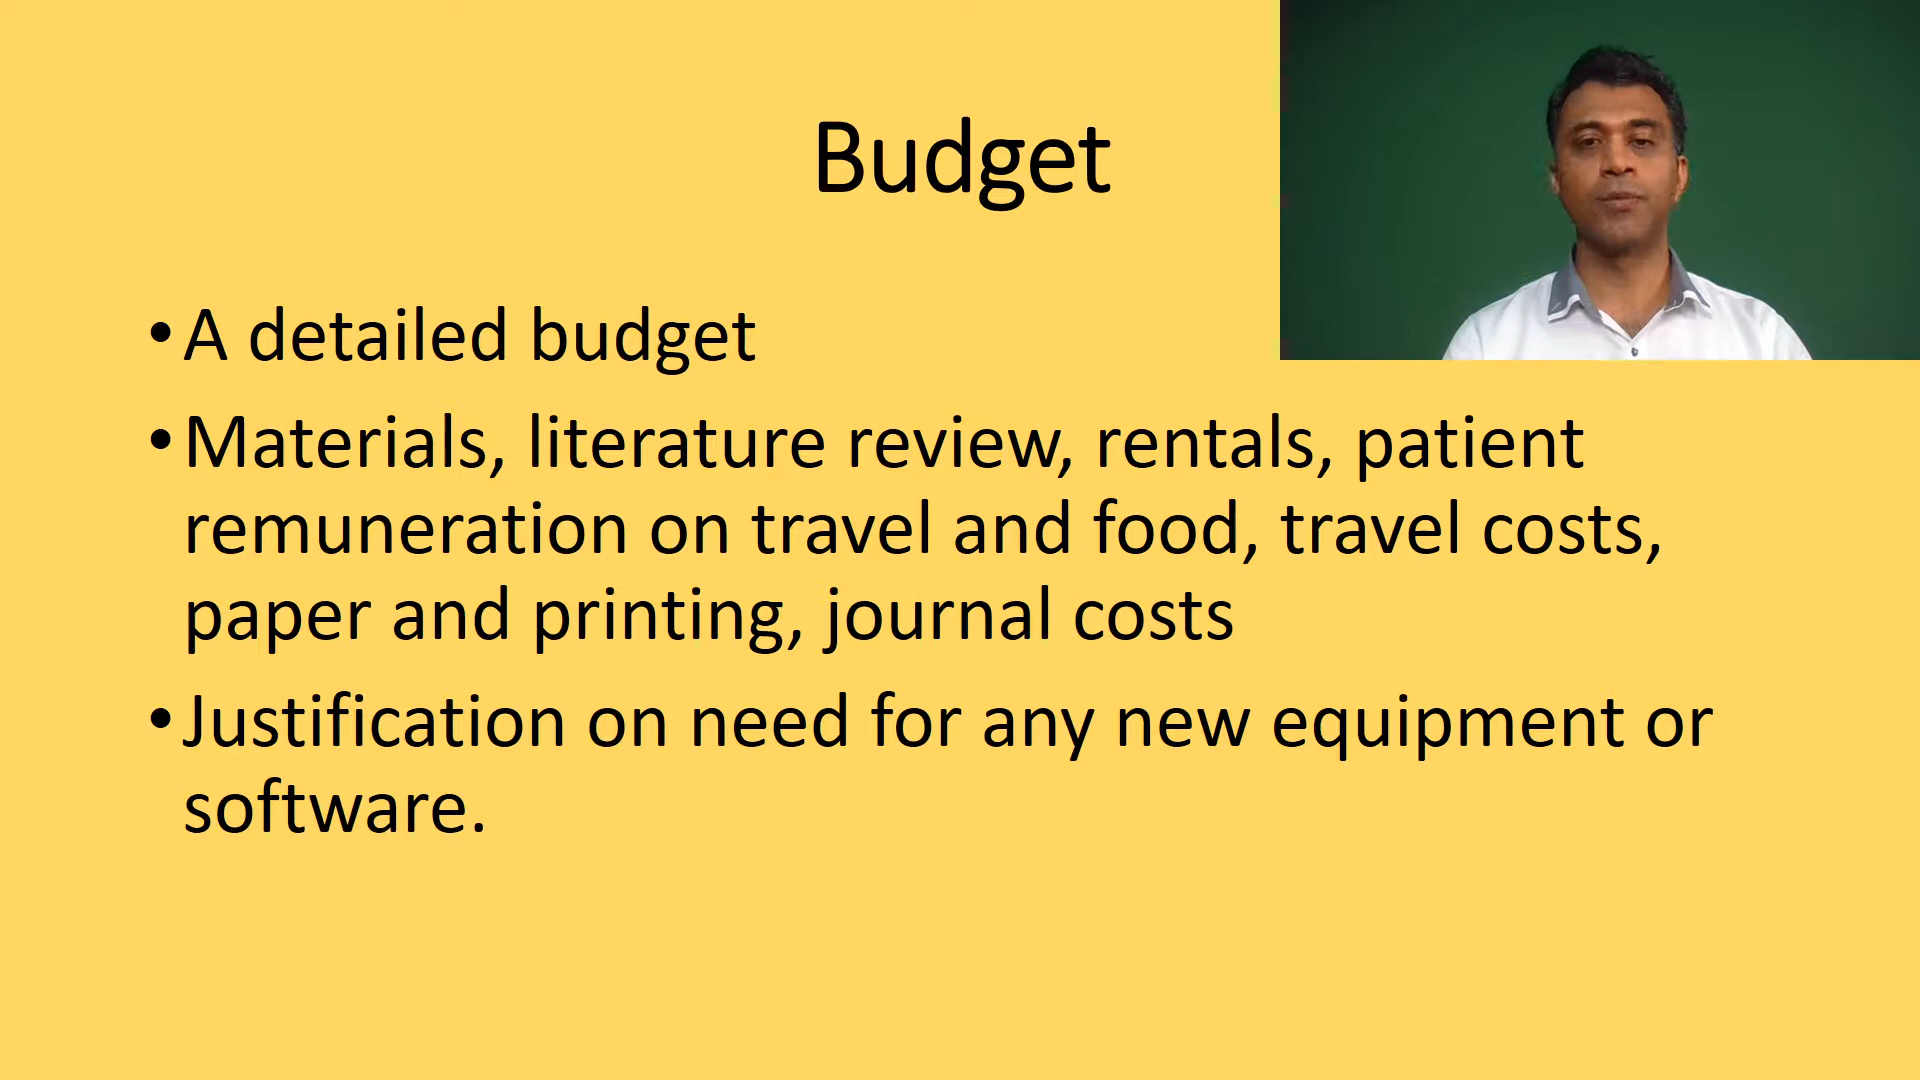 Budget
•A detailed budget
•Materials, literature review, rentals, patient
remuneration on travel and food, travel costs,
paper and printing, journal costs
•Justification on need for any new equipment or
software.